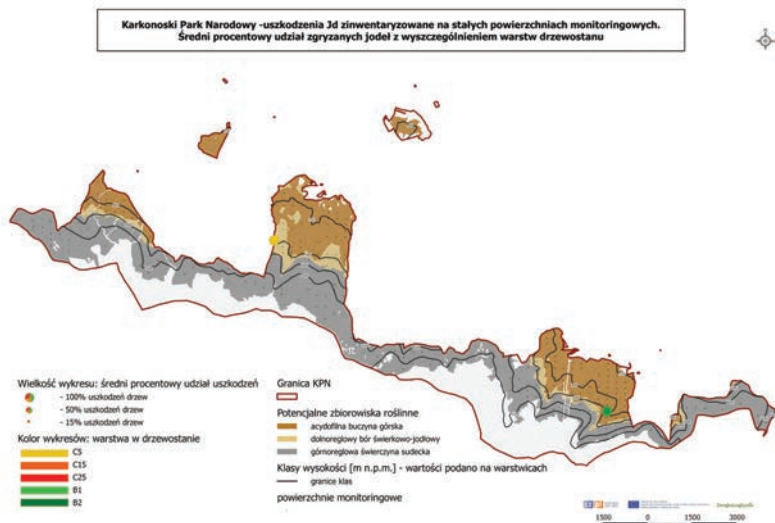 Karkonoski Park Narodowy -uszkodzenia Jd zinwentaryzowane na stałych powierzchniach monitoringowych.
Średni procentowy udział zgryzanych jodeł z wyszczególnieniem warstw drzewostanu
Wielkość wykresu: średni procentowy udział uszkodzeń
- 100% uszkodzeń drzew
- 50% uszkodzeń drzew
- 15% uszkodzeń drzew
Kolor wykresów: warstwa w drzewostanie
C5
C15
C25
B1
B2
Granica KPN
Potencjalne zbiorowiska roślinne
acydofilna buczyna górska
dolnoreglowy bór świerkowo-jodłowy
górnoreglowa świerczyna sudecka
Klasy wysokości [m n.p.m.] - wartości podano na warstwicach
granice klas
powierzchnie monitoringowe
1500 0 1500 3000